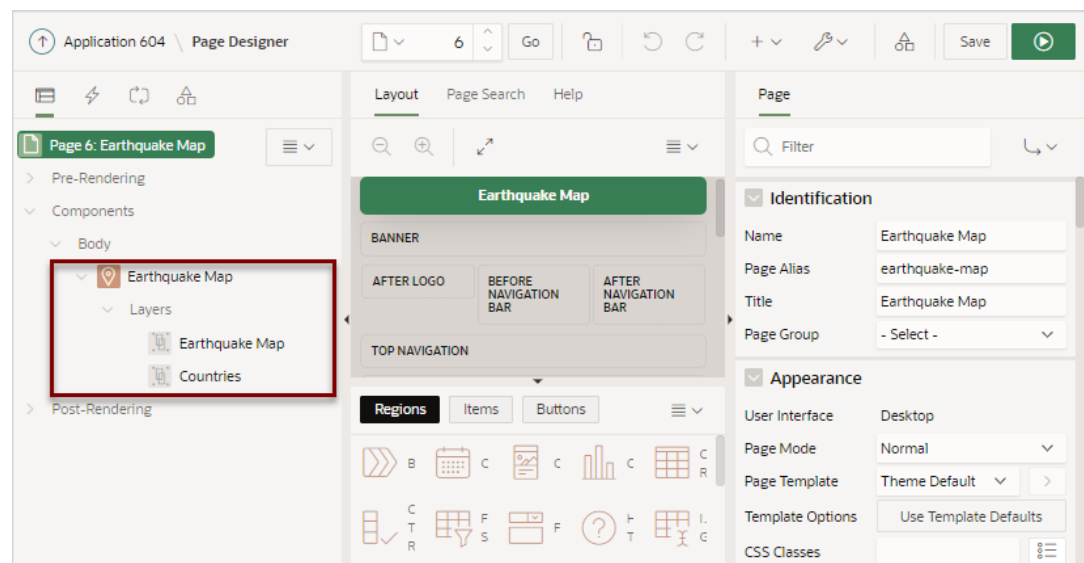 Application 604 \ Page Designer
6
Go
Save
Layout
Page Search
Help
Page
Page 6: Earthquake Map
Filter
Pre-Rendering
Components
Body
Earthquake Map
Layers
Earthquake Map
Countries
Post-Rendering
Earthquake Map
BANNER
AFTER LOGO
BEFORE
NAVIGATION
BAR
AFTER
NAVIGATION
BAR
TOP NAVIGATION
Regions
Items
Buttons
B
C
C
C
C
R
C
T
R
F
S
F
Identification
Name
Earthquake Map
Page Alias
earthquake-map
Title
Earthquake Map
Page Group
- Select -
Appearance
User Interface
Desktop
Page Mode
Normal
Page Template
Theme Default
Template Options
Use Template Defaults
CSS Classes